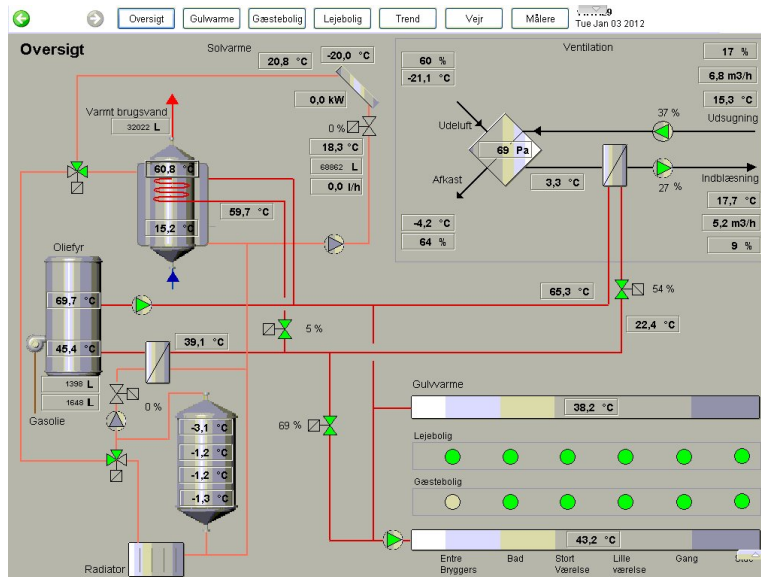 Oversigt Gulwarme Gæstebolig Lejebolig Trend Vejr Målere
Tue Jan 03 2012
Oversigt
Solvarme
20,8 °C
-20,0 °C
0,0 kW
0 %
18,3 °C
68862 L
0,0 l/h
Varmt brugsvand
32022 L
60,8 °C
15,2 °C
59,7 °C
Ventilation
60 %
-21,1 °C
17 %
6,8 m3/h
15,3 °C
Udsugning
37 %
Udeluft
69 Pa
Afkast
3,3 °C
27 %
Indblæsning
17,7 °C
5,2 m3/h
9 %
-4,2 °C
64 %
Oliefyr
69,7 °C
45,4 °C
1398 L
1648 L
Gasolie
39,1 °C
0 %
5 %
65,3 °C
54 %
22,4 °C
69 %
-3,1 °C
-1,2 °C
-1,2 °C
-1,3 °C
Radiator
Gulvvarme
38,2 °C
Lejebolig
Gæstebolig
43,2 °C
Entre Bad Stort Lille Gang
Bryggers Værelse værelse